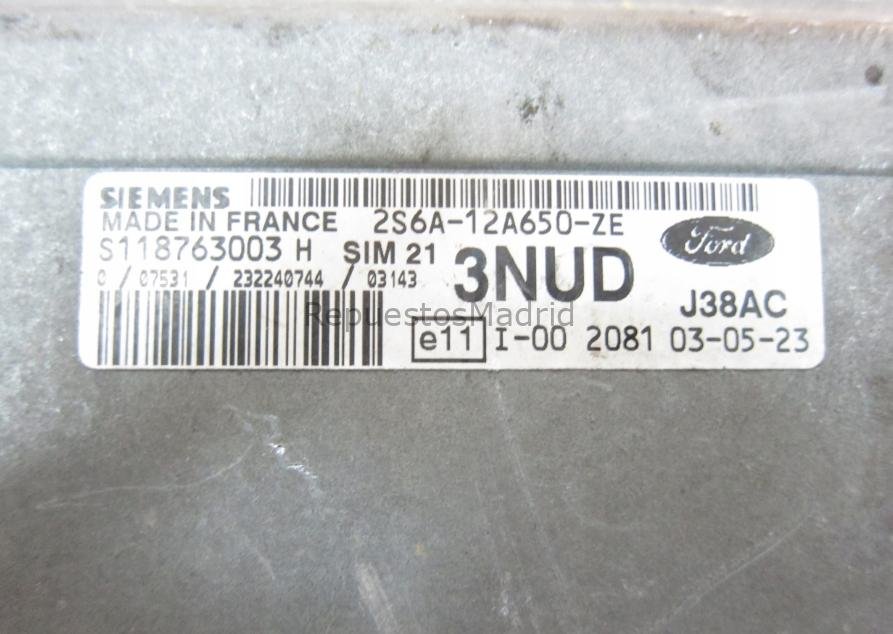 SIEMENS
MADE IN FRANCE 2S6A-12A650-ZE
S118763003 H SIM 21
Ford
0 / 07531 / 232240744 / 03143
3NUD
J38AC
RepuestosMadrid
e11 I-00 2081 03-05-23